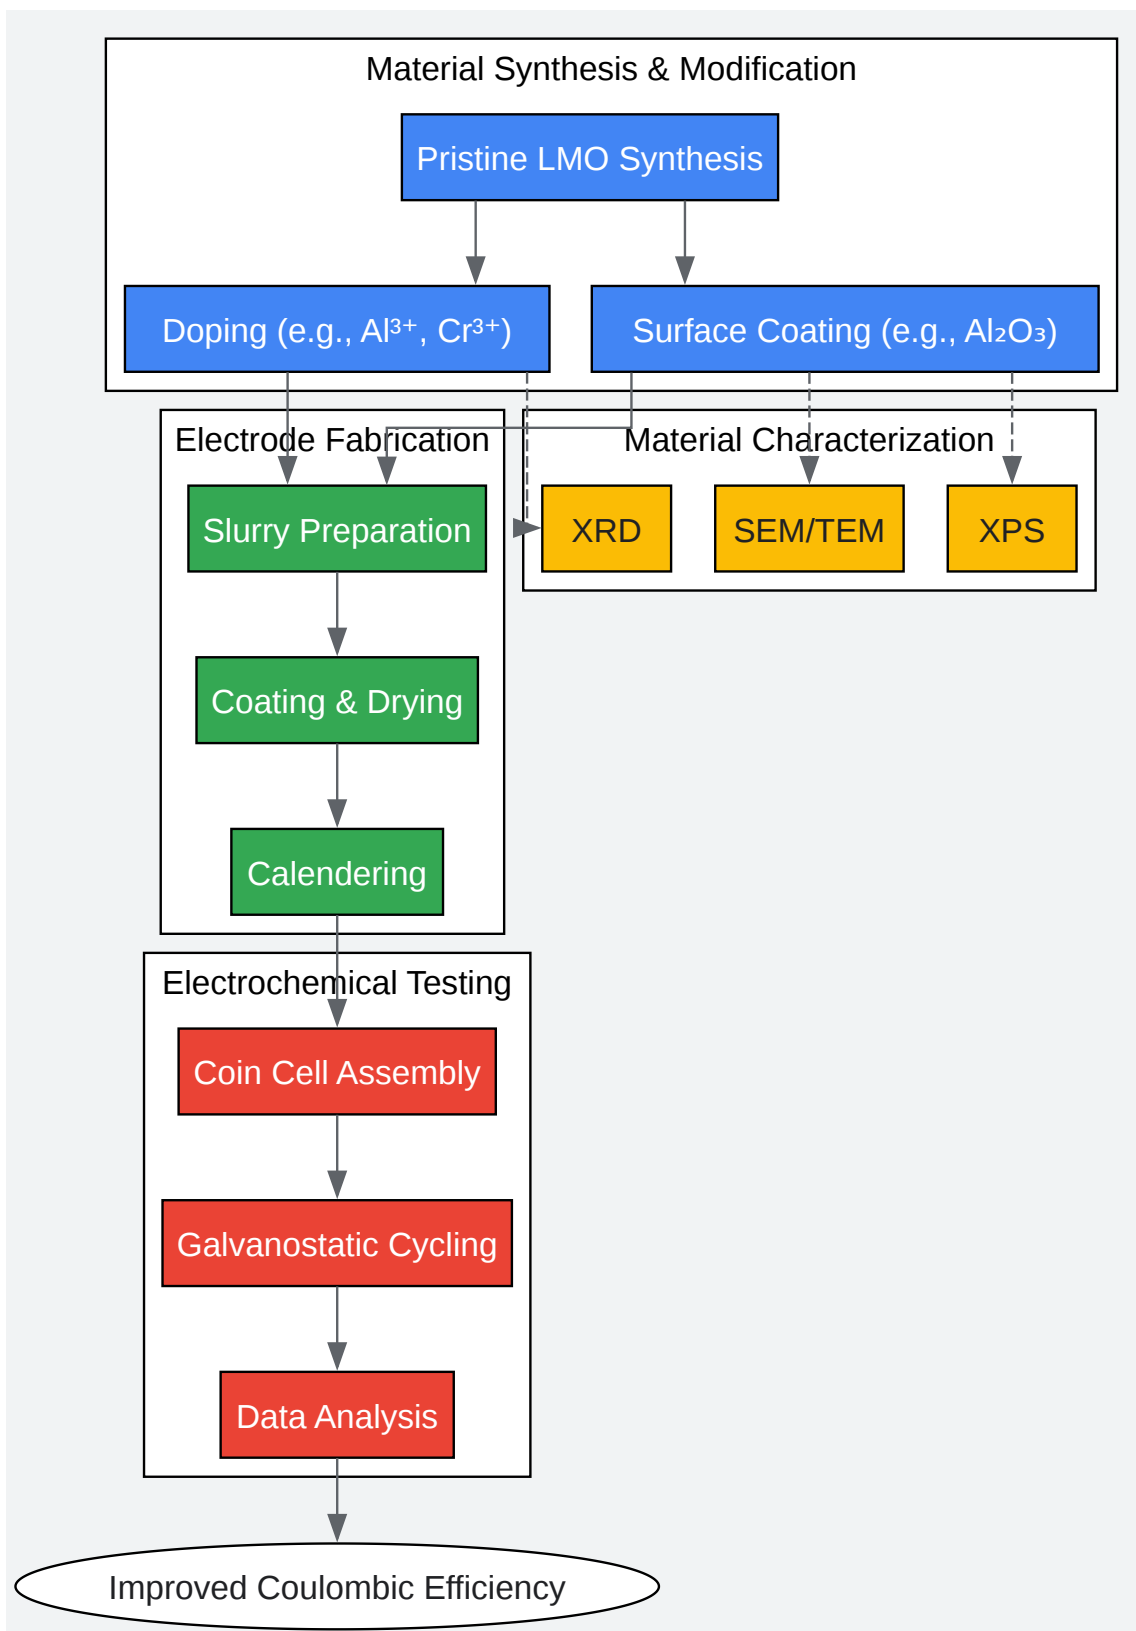 Material Synthesis & Modification
Pristine LMO Synthesis
Doping (e.g., Al³⁺, Cr³⁺)
Surface Coating (e.g., Al₂O₃)
Electrode Fabrication
Material Characterization
Slurry Preparation
XRD
SEM/TEM
XPS
Coating & Drying
Calendering
Electrochemical Testing
Coin Cell Assembly
Galvanostatic Cycling
Data Analysis
Improved Coulombic Efficiency